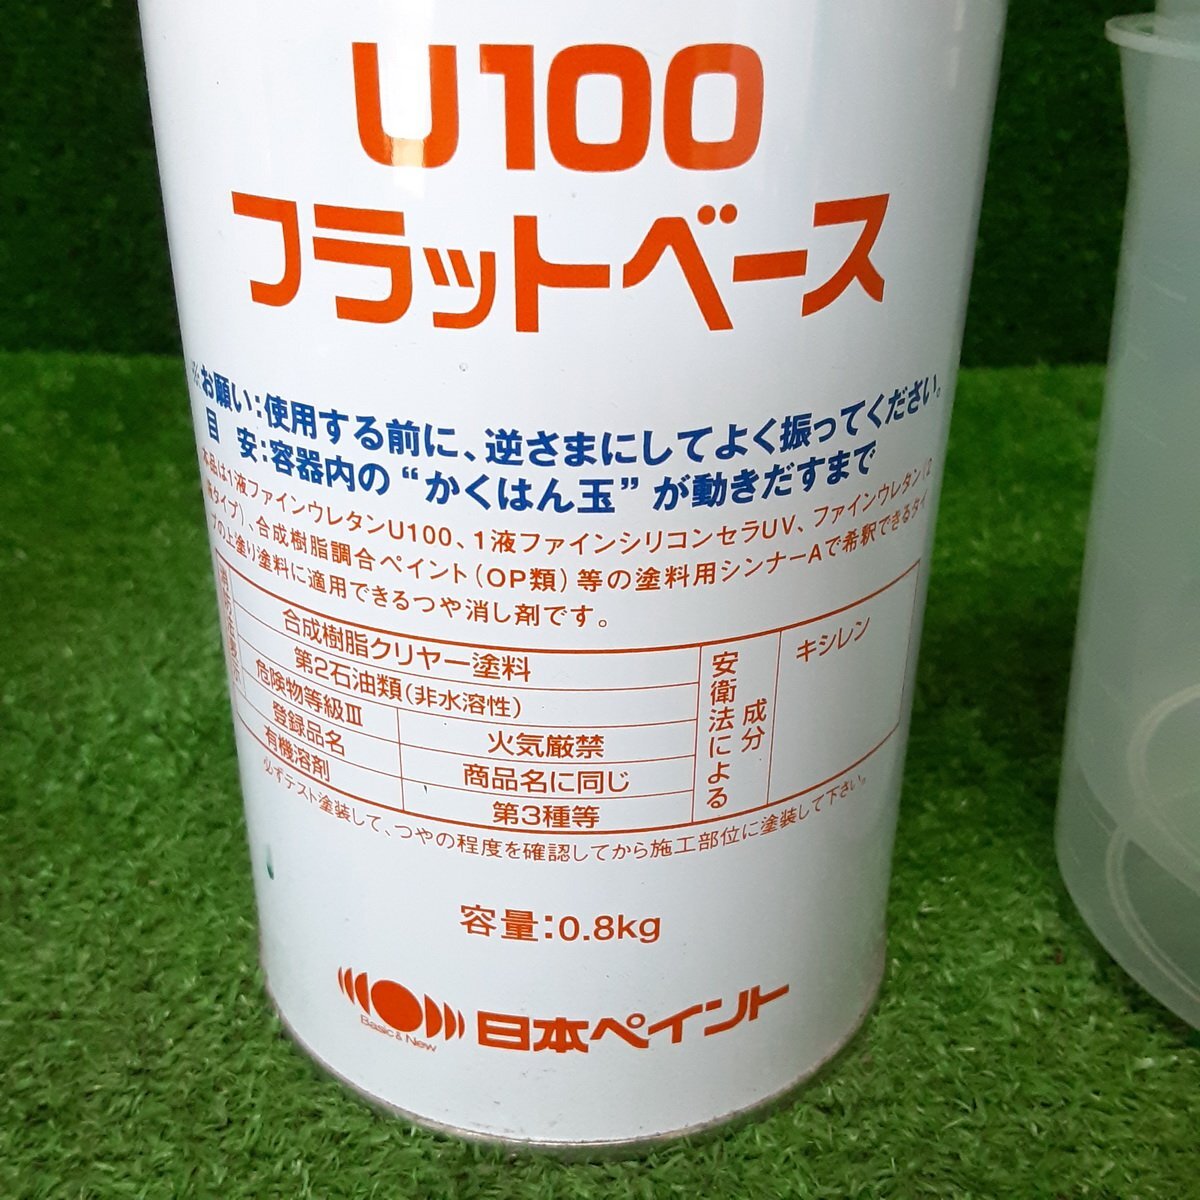 U100
フラットベース
※お願い:使用する前に、逆さまにしてよく振ってください。
目 安:容器内の“かくはん玉”が動きだすまで
本品は1液ファインウレタンU100、1液ファインシリコンセラUV、ファインウレタン(2
液タイプ)、合成樹脂調合ペイント(OP類)等の塗料用シンナーAで希釈できるタイ
プの上塗り塗料に適用できるつや消し剤です。
合成樹脂クリヤー塗料
第2石油類(非水溶性)
危険物等級Ⅲ 火気厳禁
登録品名 商品名に同じ
有機溶剤 第3種等
安衛法による
成分
キシレン
必ずテスト塗装して、つやの程度を確認してから施工部位に塗装して下さい。
容量:0.8kg
Basic & New
日本ペイント